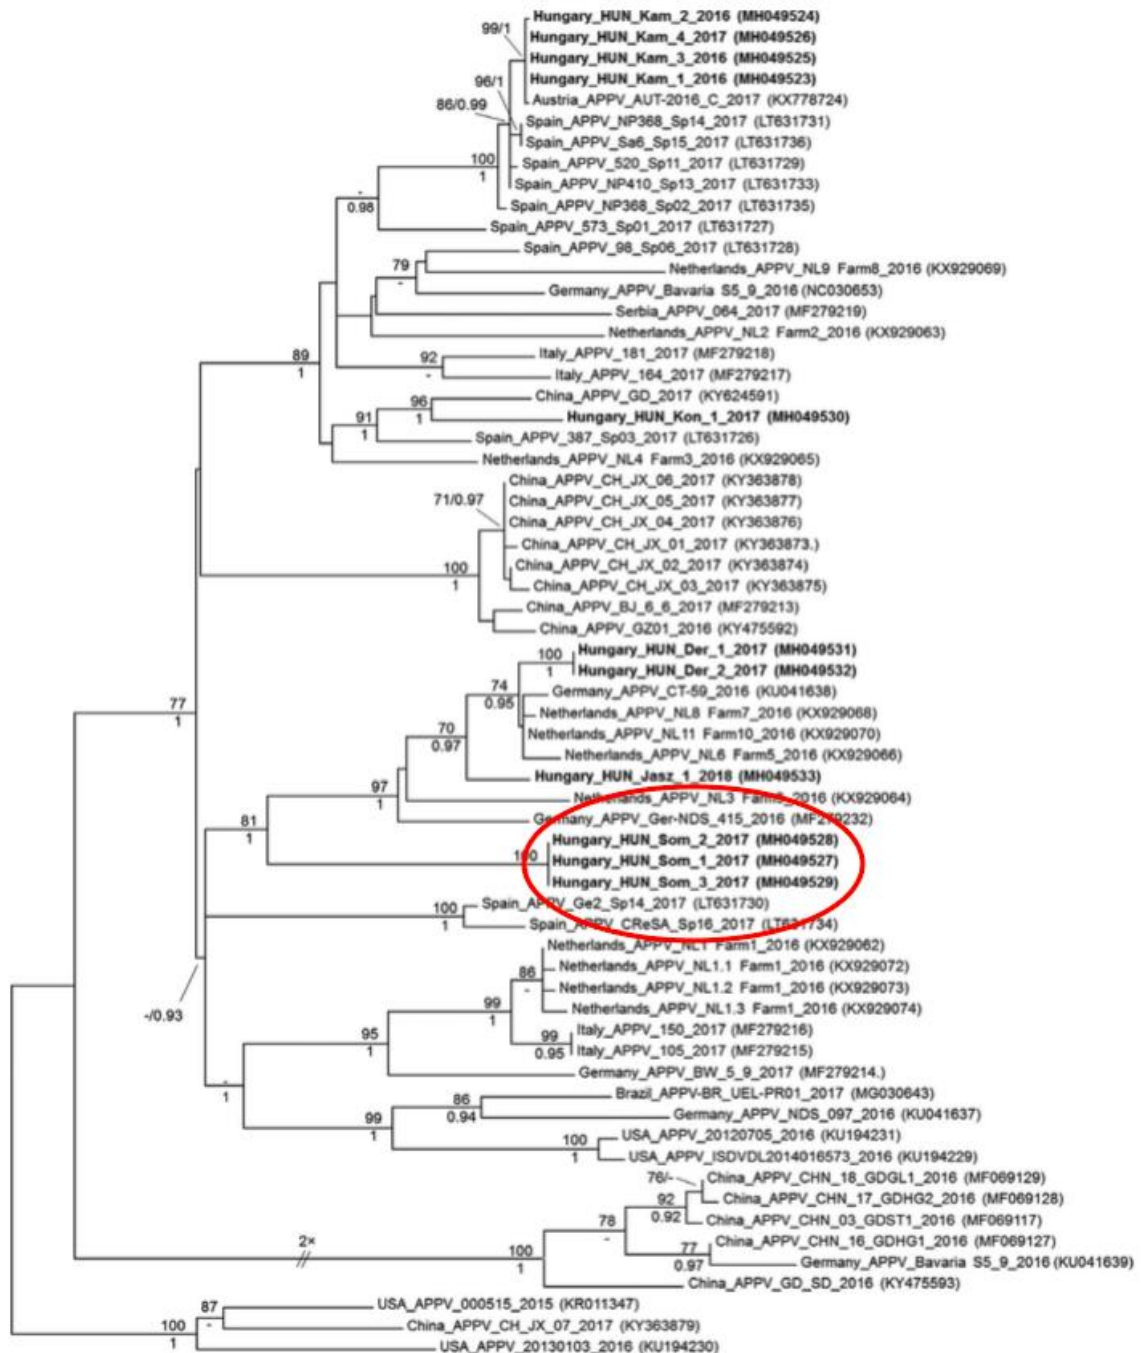 Hungary_HUN_Kam_2_2016 (MH049524)
99/1
Hungary_HUN_Kam_4_2017 (MH049526)
Hungary_HUN_Kam_3_2016 (MH049525)
Hungary_HUN_Kam_1_2016 (MH049523)
96/1
Austria_APPV_AUT-2016_C_2017 (KX778724)
86/0.99
Spain_APPV_NP368_Sp14_2017 (LT631731)
Spain_APPV_Sa6_Sp15_2017 (LT631736)
100
Spain_APPV_520_Sp11_2017 (LT631729)
1
Spain_APPV_NP410_Sp13_2017 (LT631733)
-
0.98
Spain_APPV_NP368_Sp02_2017 (LT631735)
Spain_APPV_573_Sp01_2017 (LT631727)
Spain_APPV_98_Sp06_2017 (LT631728)
79
Netherlands_APPV_NL9 Farm8_2016 (KX929069)
-
Germany_APPV_Bavaria S5_9_2016 (NC030653)
Serbia_APPV_064_2017 (MF279219)
Netherlands_APPV_NL2 Farm2_2016 (KX929063)
89
92
Italy_APPV_181_2017 (MF279218)
1
-
Italy_APPV_164_2017 (MF279217)
96
China_APPV_GD_2017 (KY624591)
91
1
Hungary_HUN_Kon_1_2017 (MH049530)
1
Spain_APPV_387_Sp03_2017 (LT631726)
Netherlands_APPV_NL4 Farm3_2016 (KX929065)
China_APPV_CH_JX_06_2017 (KY363878)
71/0.97
China_APPV_CH_JX_05_2017 (KY363877)
China_APPV_CH_JX_04_2017 (KY363876)
China_APPV_CH_JX_01_2017 (KY363873.)
100
China_APPV_CH_JX_02_2017 (KY363874)
1
China_APPV_CH_JX_03_2017 (KY363875)
China_APPV_BJ_6_6_2017 (MF279213)
China_APPV_GZ01_2016 (KY475592)
100
Hungary_HUN_Der_1_2017 (MH049531)
1
Hungary_HUN_Der_2_2017 (MH049532)
74
Germany_APPV_CT-59_2016 (KU041638)
77
0.95
Netherlands_APPV_NL8 Farm7_2016 (KX929068)
1
70
Netherlands_APPV_NL11 Farm10_2016 (KX929070)
0.97
Netherlands_APPV_NL6 Farm5_2016 (KX929066)
Hungary_HUN_Jasz_1_2018 (MH049533)
97
1
Netherlands_APPV_NL3 (KX929064)
81
Germany_APPV_Ger-NDS_415_2016 (MF279232)
1
Hungary_HUN_Som_2_2017 (MH049528)
100
Hungary_HUN_Som_1_2017 (MH049527)
Hungary_HUN_Som_3_2017 (MH049529)
100
Spain_APPV_Ge2_Sp14_2017 (LT631730)
1
Spain_APPV_CReSA_Sp16_2017 (LT631734)
Netherlands_APPV_NL1 Farm1_2016 (KX929062)
86
Netherlands_APPV_NL1.1 Farm1_2016 (KX929072)
-
Netherlands_APPV_NL1.2 Farm1_2016 (KX929073)
-/0.93
99
Netherlands_APPV_NL1.3 Farm1_2016 (KX929074)
1
95
99
Italy_APPV_150_2017 (MF279216)
1
0.95
Italy_APPV_105_2017 (MF279215)
Germany_APPV_BW_5_9_2017 (MF279214.)
-
1
86
Brazil_APPV-BR_UEL-PR01_2017 (MG030643)
99
0.94
Germany_APPV_NDS_097_2016 (KU041637)
1
100
USA_APPV_20120705_2016 (KU194231)
1
USA_APPV_ISDVDL2014016573_2016 (KU194229)
76/-
China_APPV_CHN_18_GDGL1_2016 (MF069129)
92
China_APPV_CHN_17_GDHG2_2016 (MF069128)
78
0.92
China_APPV_CHN_03_GDST1_2016 (MF069117)
-
2×
100
77
China_APPV_CHN_16_GDHG1_2016 (MF069127)
1
0.97
Germany_APPV_Bavaria S5_9_2016 (KU041639)
China_APPV_GD_SD_2016 (KY475593)
87
USA_APPV_000515_2015 (KR011347)
100
-
China_APPV_CH_JX_07_2017 (KY363879)
1
USA_APPV_20130103_2016 (KU194230)